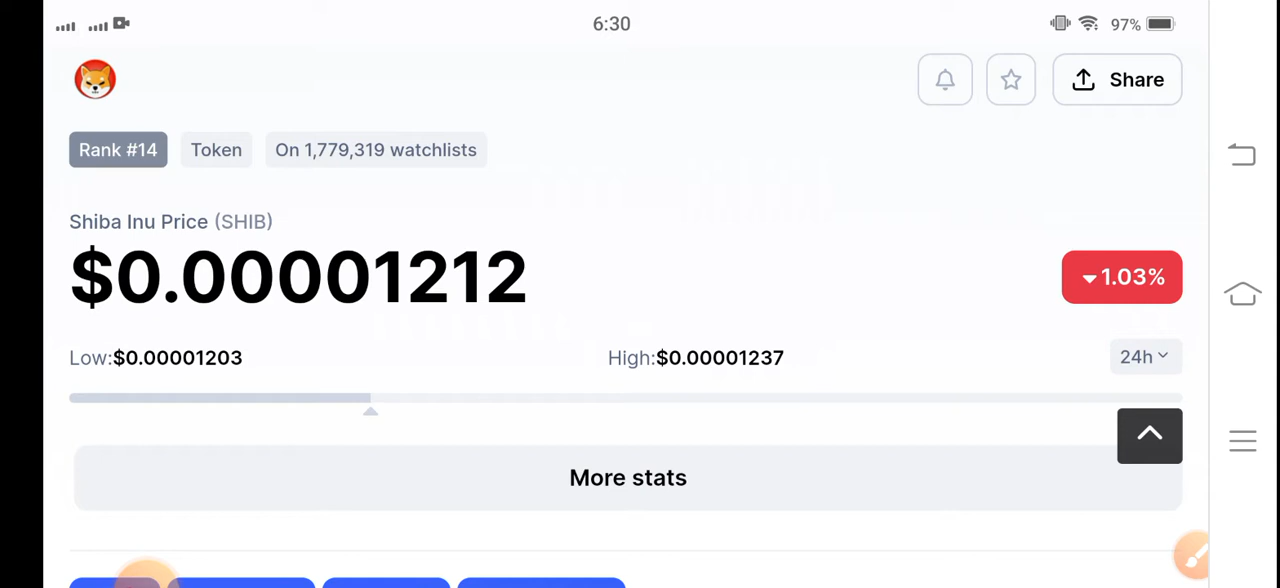 6:30
97%
Share
Rank #14 Token On 1,779,319 watchlists
Shiba Inu Price (SHIB)
$0.00001212
1.03%
Low:$0.00001203 High:$0.00001237 24h
More stats